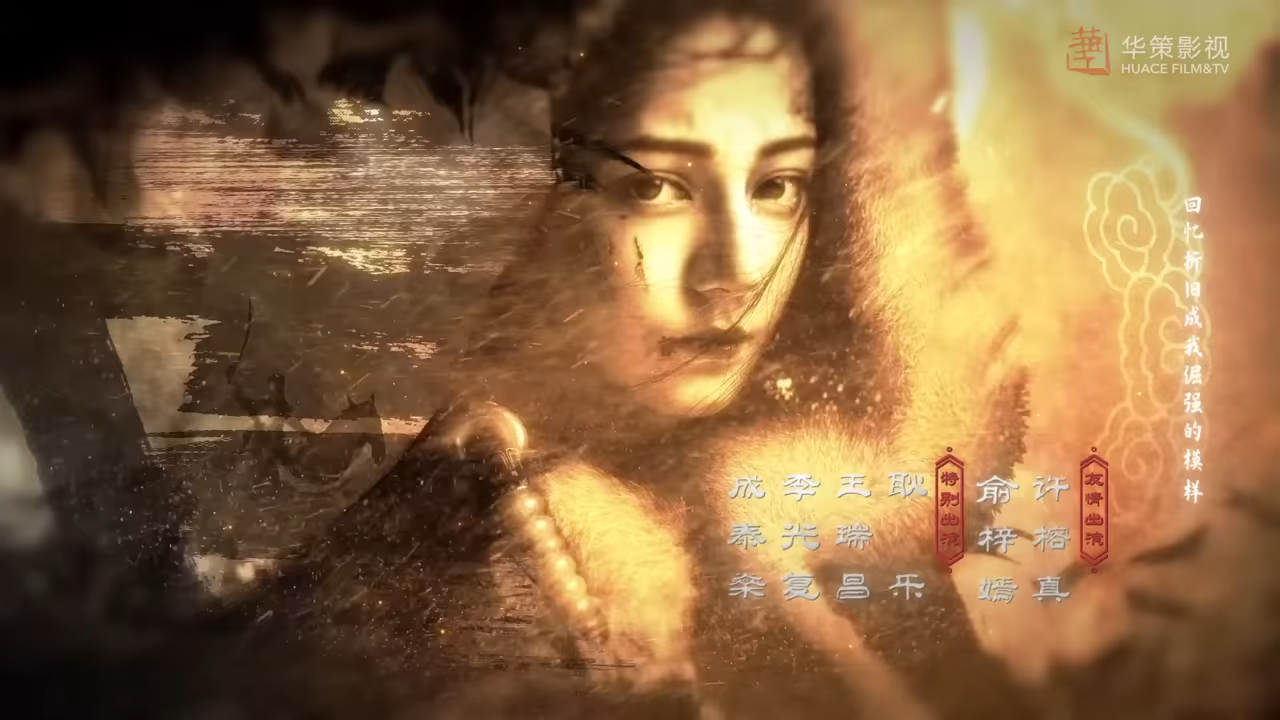 华策影视
HUACE FILM&TV
回忆折旧成我倔强的模样
友情出演
许榕真
俞梓嫣
特别出演
耿乐
王瑞昌
李光复
成泰燊